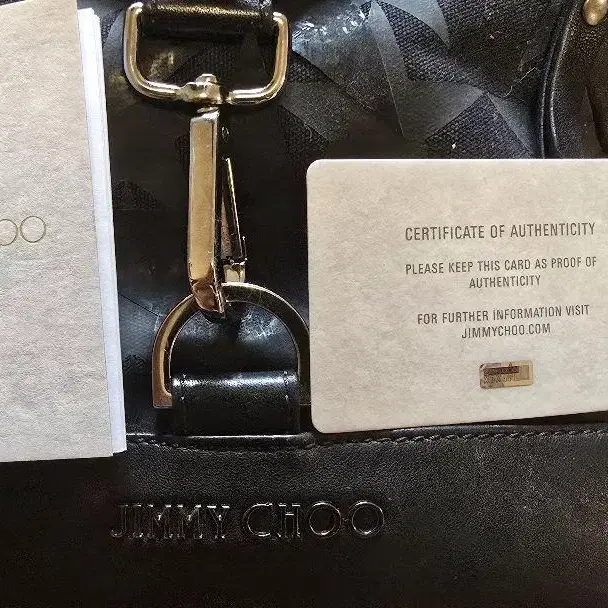 OO
CERTIFICATE OF AUTHENTICITY
PLEASE KEEP THIS CARD AS PROOF OF
AUTHENTICITY
FOR FURTHER INFORMATION VISIT
JIMMYCHOO.COM
JIMMY CHOO